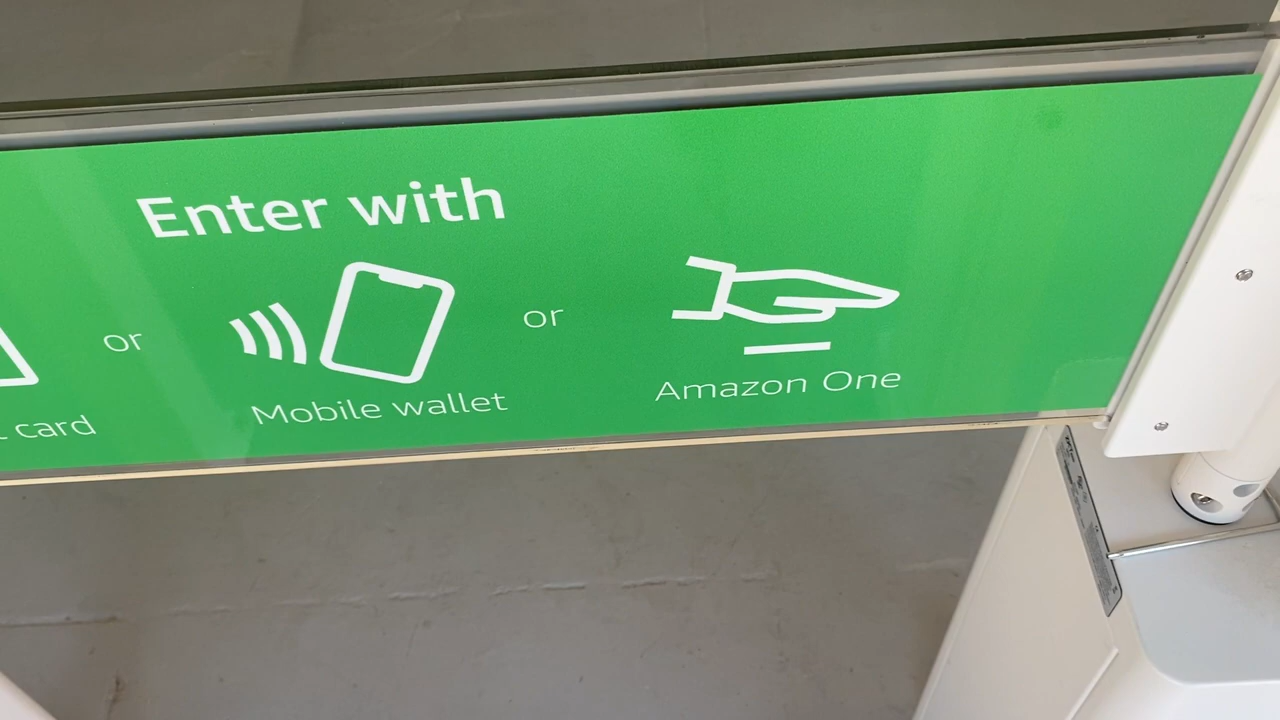 Enter with
or
or
card
Mobile wallet
Amazon One